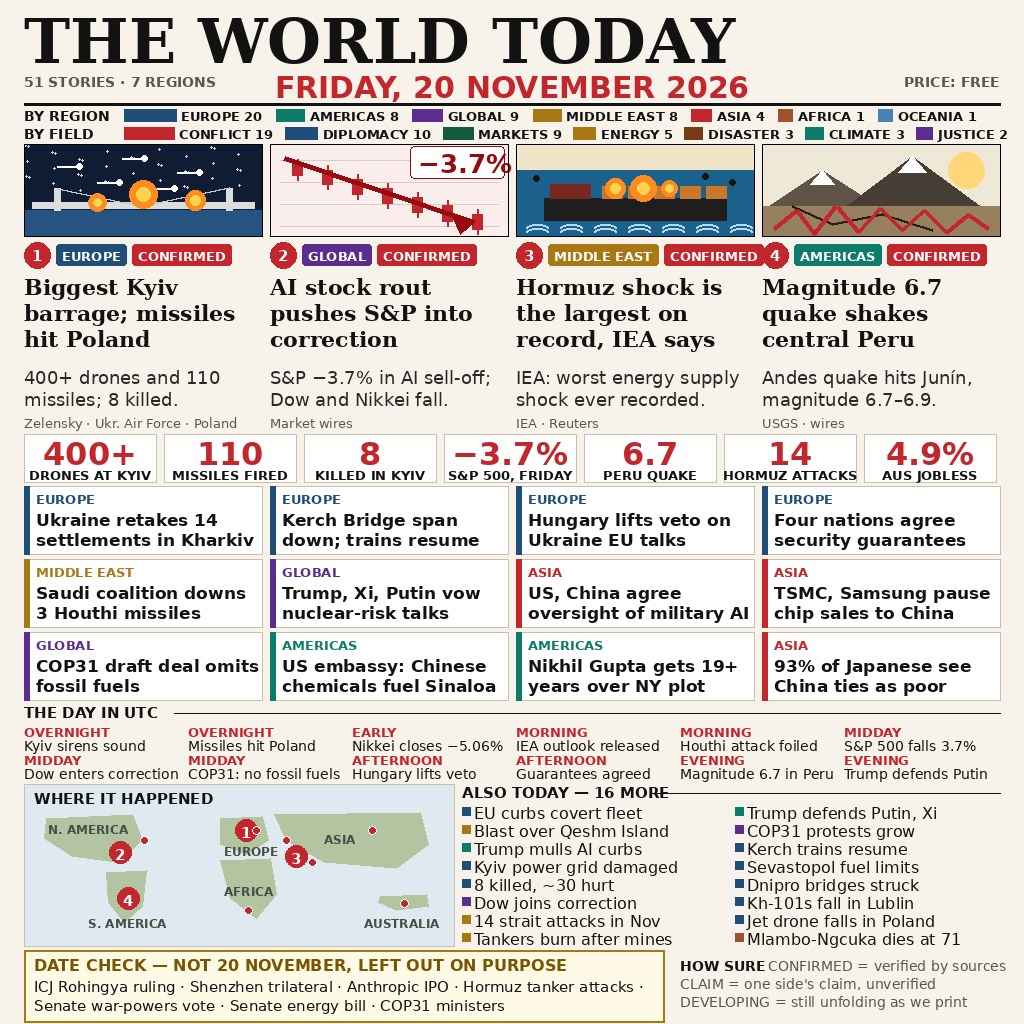 THE WORLD TODAY
51 STORIES · 7 REGIONS
FRIDAY, 20 NOVEMBER 2026
PRICE: FREE
BY REGION EUROPE 20 AMERICAS 8 GLOBAL 9 MIDDLE EAST 8 ASIA 4 AFRICA 1 OCEANIA 1
BY FIELD CONFLICT 19 DIPLOMACY 10 MARKETS 9 ENERGY 5 DISASTER 3 CLIMATE 3 JUSTICE 2
−3.7%
1 EUROPE CONFIRMED
Biggest Kyiv
barrage; missiles
hit Poland
400+ drones and 110
missiles; 8 killed.
Zelensky · Ukr. Air Force · Poland
2 GLOBAL CONFIRMED
AI stock rout
pushes S&P into
correction
S&P −3.7% in AI sell-off;
Dow and Nikkei fall.
Market wires
3 MIDDLE EAST CONFIRMED
Hormuz shock is
the largest on
record, IEA says
IEA: worst energy supply
shock ever recorded.
IEA · Reuters
4 AMERICAS CONFIRMED
Magnitude 6.7
quake shakes
central Peru
Andes quake hits Junín,
magnitude 6.7–6.9.
USGS · wires
400+
DRONES AT KYIV
110
MISSILES FIRED
8
KILLED IN KYIV
−3.7%
S&P 500, FRIDAY
6.7
PERU QUAKE
14
HORMUZ ATTACKS
4.9%
AUS JOBLESS
EUROPE
Ukraine retakes 14
settlements in Kharkiv
EUROPE
Kerch Bridge span
down; trains resume
EUROPE
Hungary lifts veto on
Ukraine EU talks
EUROPE
Four nations agree
security guarantees
MIDDLE EAST
Saudi coalition downs
3 Houthi missiles
GLOBAL
Trump, Xi, Putin vow
nuclear-risk talks
ASIA
US, China agree
oversight of military AI
ASIA
TSMC, Samsung pause
chip sales to China
GLOBAL
COP31 draft deal omits
fossil fuels
AMERICAS
US embassy: Chinese
chemicals fuel Sinaloa
AMERICAS
Nikhil Gupta gets 19+
years over NY plot
ASIA
93% of Japanese see
China ties as poor
THE DAY IN UTC
OVERNIGHT
Kyiv sirens sound
OVERNIGHT
Missiles hit Poland
EARLY
Nikkei closes −5.06%
MORNING
IEA outlook released
MORNING
Houthi attack foiled
MIDDAY
S&P 500 falls 3.7%
MIDDAY
Dow enters correction
MIDDAY
COP31: no fossil fuels
AFTERNOON
Hungary lifts veto
AFTERNOON
Guarantees agreed
EVENING
Magnitude 6.7 in Peru
EVENING
Trump defends Putin
WHERE IT HAPPENED
N. AMERICA
1
ASIA
EUROPE
2
3
AFRICA
4
S. AMERICA
AUSTRALIA
ALSO TODAY — 16 MORE
EU curbs covert fleet
Blast over Qeshm Island
Trump mulls AI curbs
Kyiv power grid damaged
8 killed, ~30 hurt
Dow joins correction
14 strait attacks in Nov
Tankers burn after mines
Trump defends Putin, Xi
COP31 protests grow
Kerch trains resume
Sevastopol fuel limits
Dnipro bridges struck
Kh-101s fall in Lublin
Jet drone falls in Poland
Mlambo-Ngcuka dies at 71
DATE CHECK — NOT 20 NOVEMBER, LEFT OUT ON PURPOSE
ICJ Rohingya ruling · Shenzhen trilateral · Anthropic IPO · Hormuz tanker attacks ·
Senate war-powers vote · Senate energy bill · COP31 ministers
HOW SURE CONFIRMED = verified by sources
CLAIM = one side's claim, unverified
DEVELOPING = still unfolding as we print